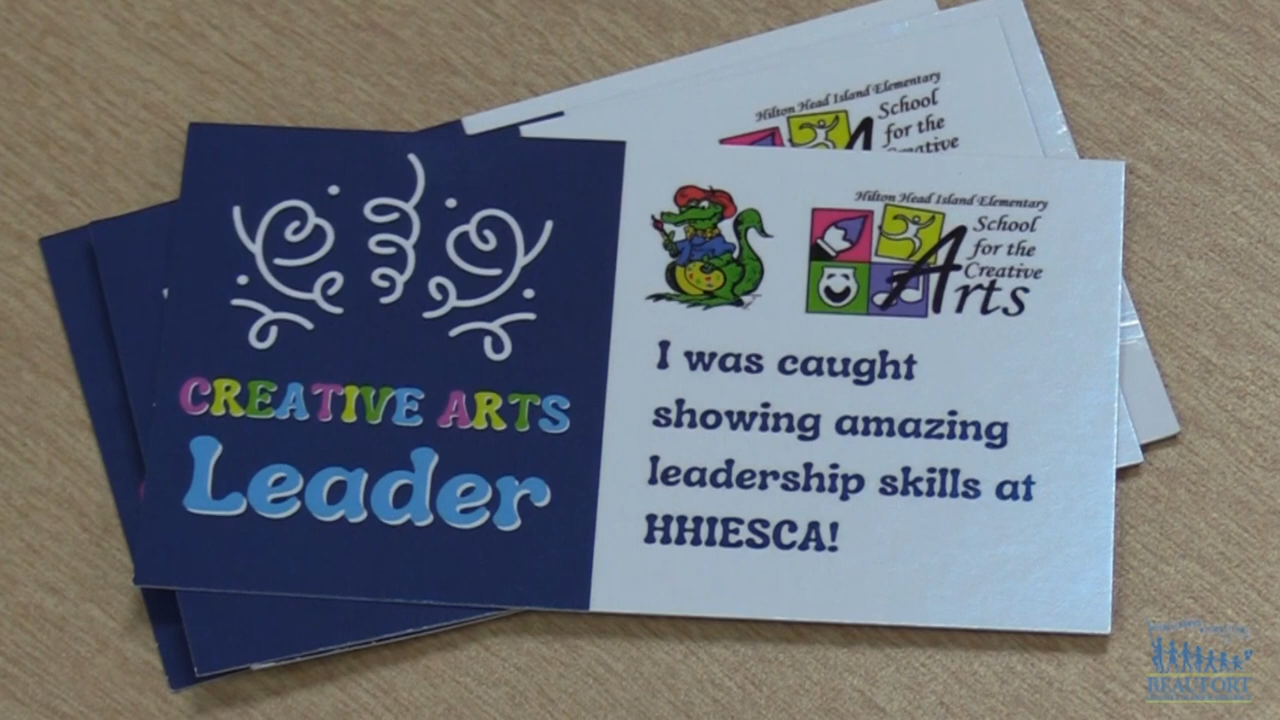 Hilton Head Island Elementary
School
for the
Creative
CREATIVE ARTS
Leader
Hilton Head Island Elementary
School
for the
Creative
Arts
I was caught
showing amazing
leadership skills at
HHIESCA!
BEAUFORT